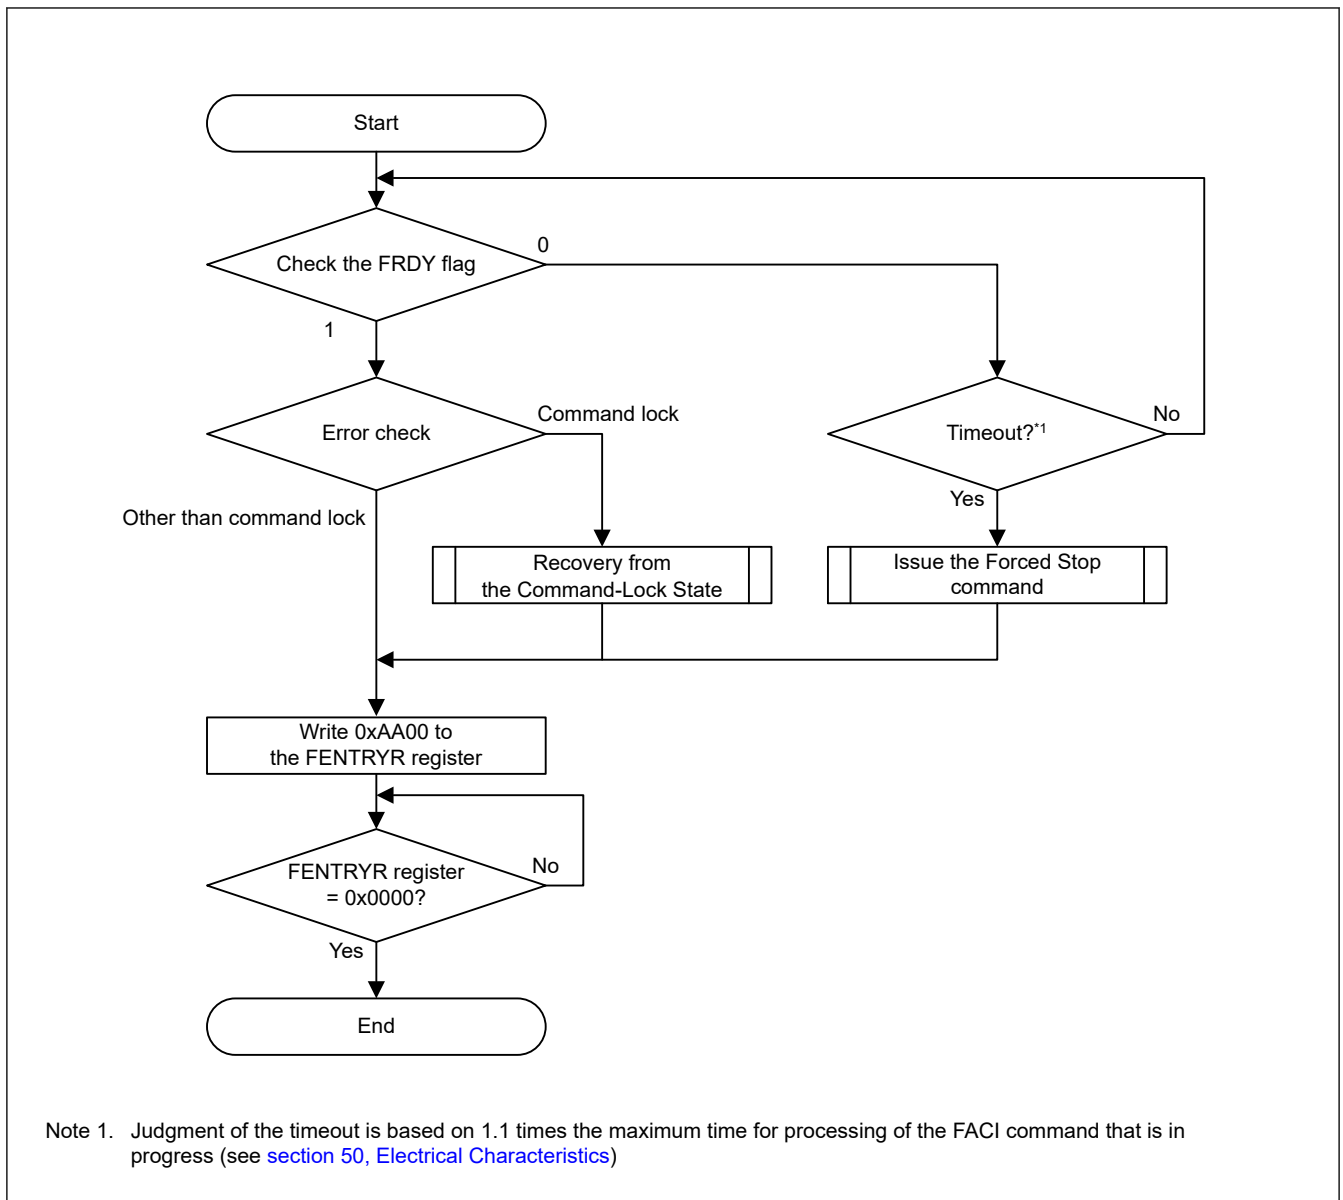 Start
Check the FRDY flag
0
1
Error check
Command lock
Timeout?*1
No
Other than command lock
Yes
Recovery from
the Command-Lock State
Issue the Forced Stop
command
Write 0xAA00 to
the FENTRYR register
FENTRYR register
= 0x0000?
No
Yes
End
Note 1. Judgment of the timeout is based on 1.1 times the maximum time for processing of the FACI command that is in
progress (see section 50, Electrical Characteristics)